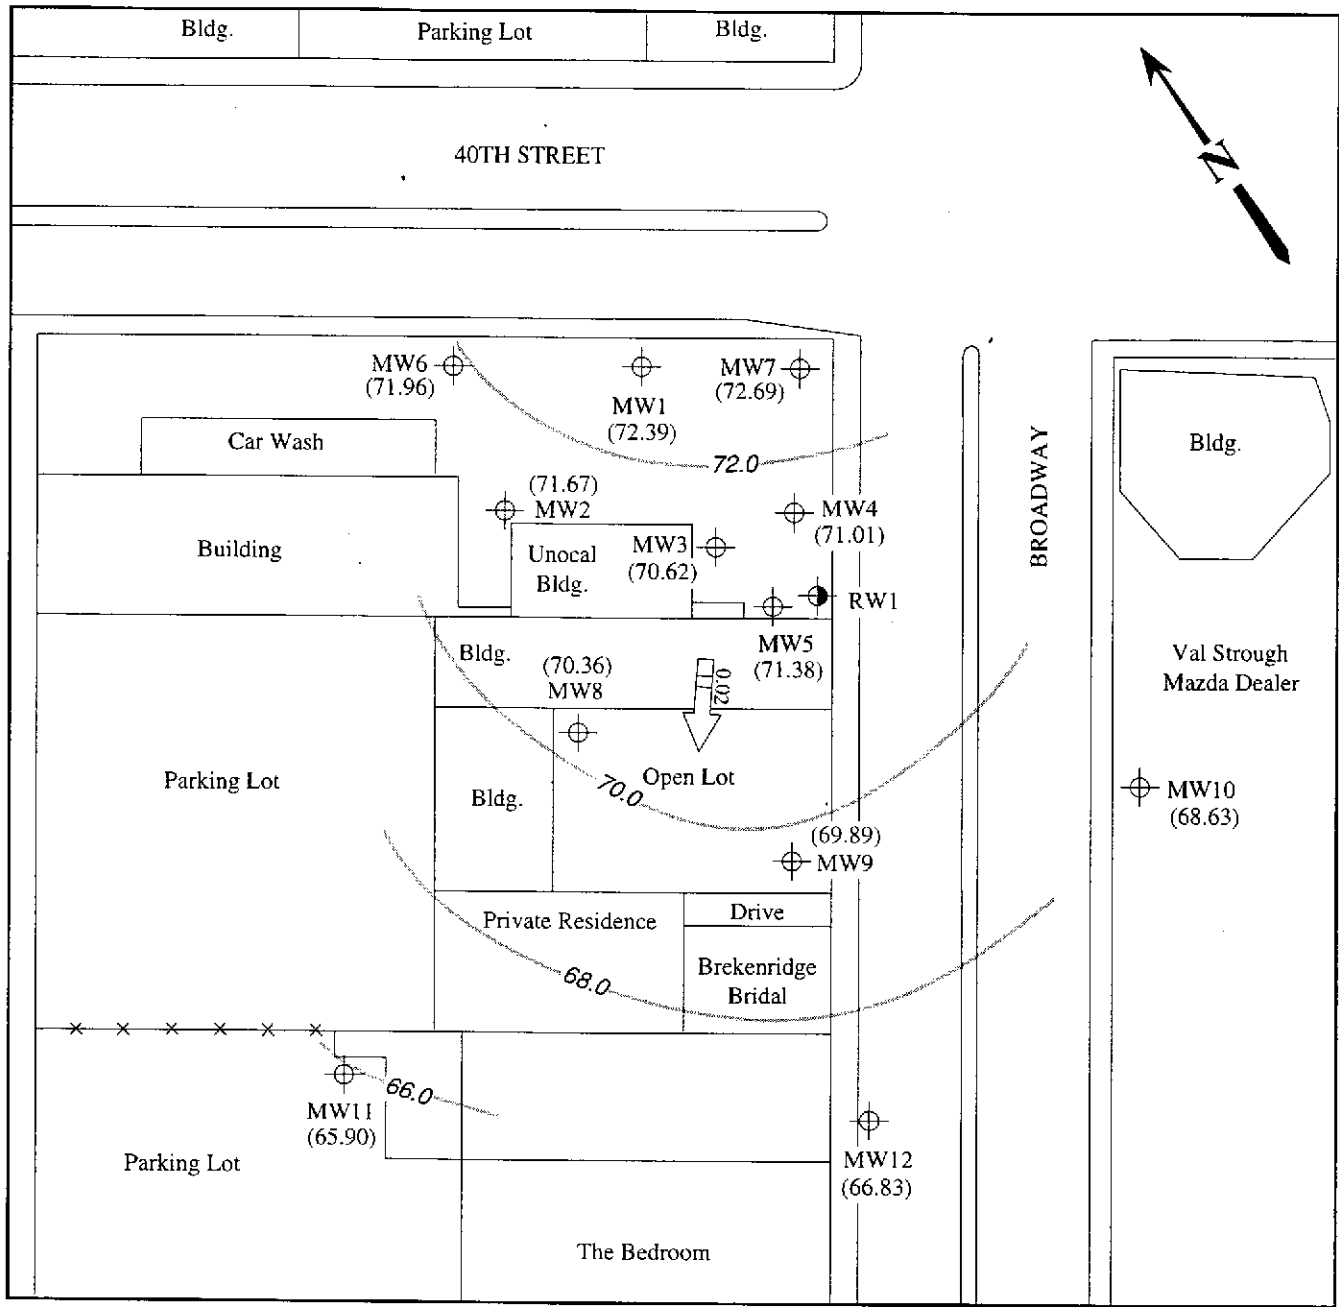 Bldg.
Parking Lot
Bldg.
40TH STREET
N
MW6
(71.96)
MW1
(72.39)
MW7
(72.69)
Car Wash
72.0
BROADWAY
Bldg.
(71.67)
MW2
MW4
(71.01)
Building
Unocal
Bldg.
MW3
(70.62)
RW1
MW5
(71.38)
Bldg.
(70.36)
MW8
0.02
Val Strough
Mazda Dealer
Parking Lot
Bldg.
70.0
Open Lot
MW10
(68.63)
(69.89)
MW9
Private Residence
Drive
68.0
Brekenridge
Bridal
66.0
MW11
(65.90)
Parking Lot
MW12
(66.83)
The Bedroom